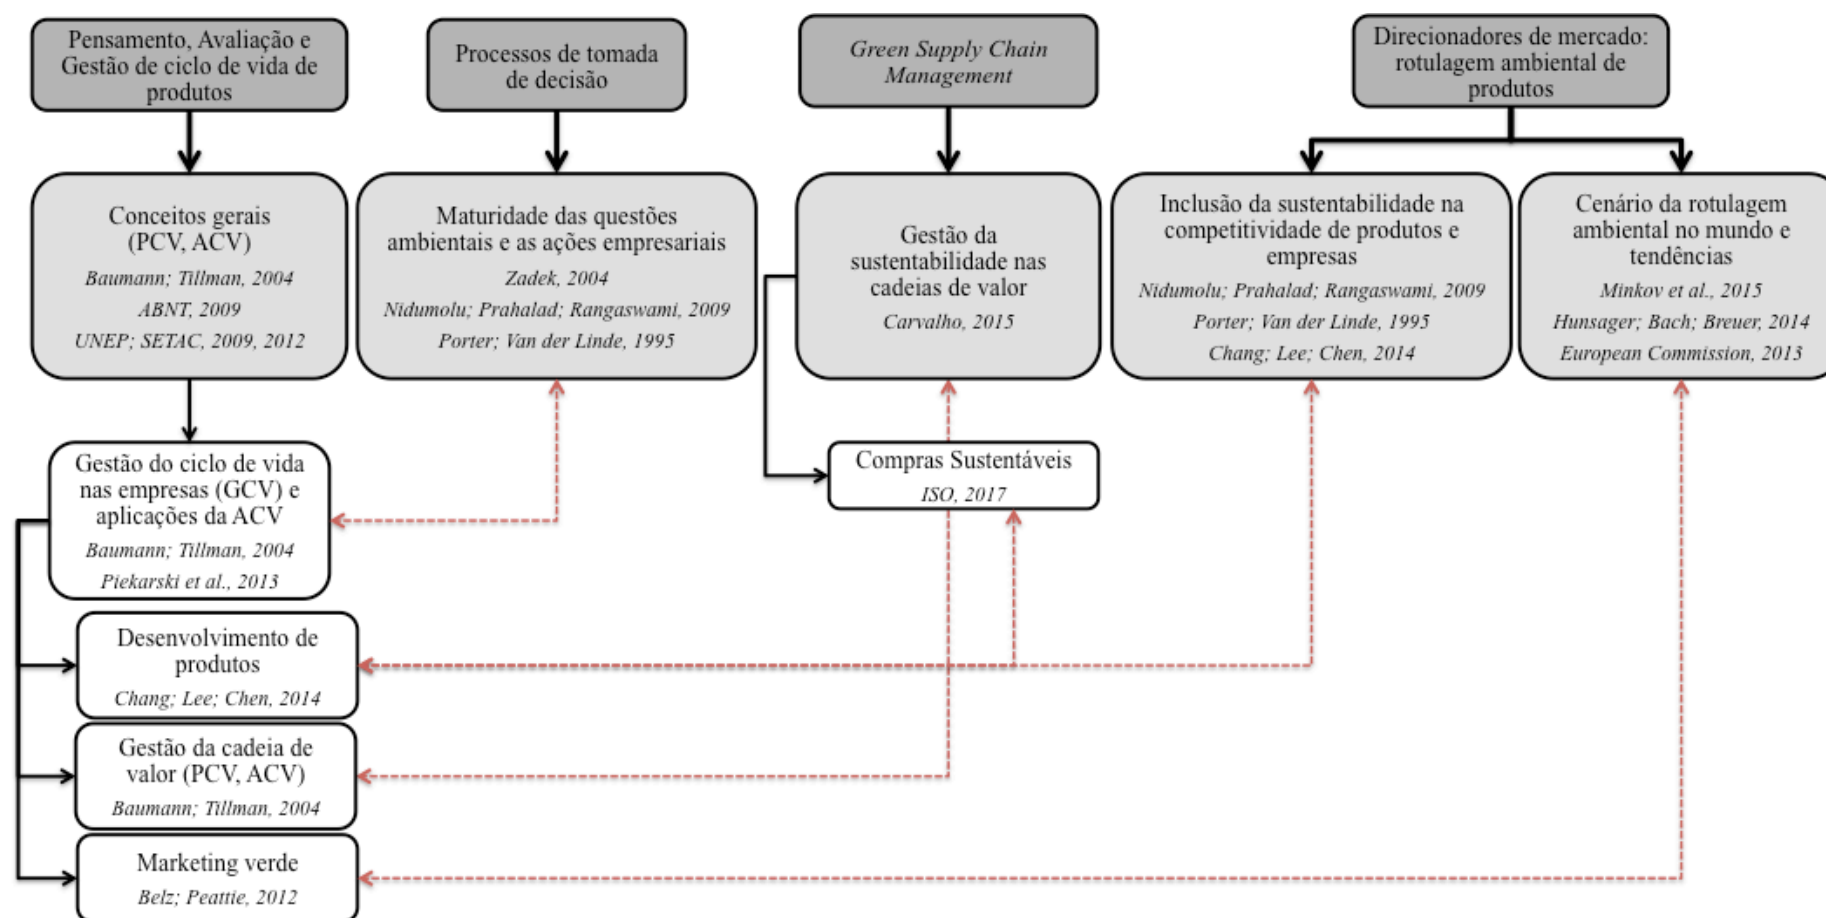 Pensamento, Avaliação e
Gestão de ciclo de vida de
produtos
Processos de tomada
de decisão
Green Supply Chain
Management
Direcionadores de mercado:
rotulagem ambiental de
produtos
Conceitos gerais
(PCV, ACV)
Baumann; Tillman, 2004
ABNT, 2009
UNEP; SETAC, 2009, 2012
Maturidade das questões
ambientais e as ações empresariais
Zadek, 2004
Nidumolu; Prahalad; Rangaswami, 2009
Porter; Van der Linde, 1995
Gestão da
sustentabilidade nas
cadeias de valor
Carvalho, 2015
Inclusão da sustentabilidade na
competitividade de produtos e
empresas
Nidumolu; Prahalad; Rangaswami, 2009
Porter; Van der Linde, 1995
Chang; Lee; Chen, 2014
Cenário da rotulagem
ambiental no mundo e
tendências
Minkov et al., 2015
Hunsager; Bach; Breuer, 2014
European Commission, 2013
Gestão do ciclo de vida
nas empresas (GCV) e
aplicações da ACV
Baumann; Tillman, 2004
Piekarski et al., 2013
Compras Sustentáveis
ISO, 2017
Desenvolvimento de
produtos
Chang; Lee; Chen, 2014
Gestão da cadeia de
valor (PCV, ACV)
Baumann; Tillman, 2004
Marketing verde
Belz; Peattie, 2012